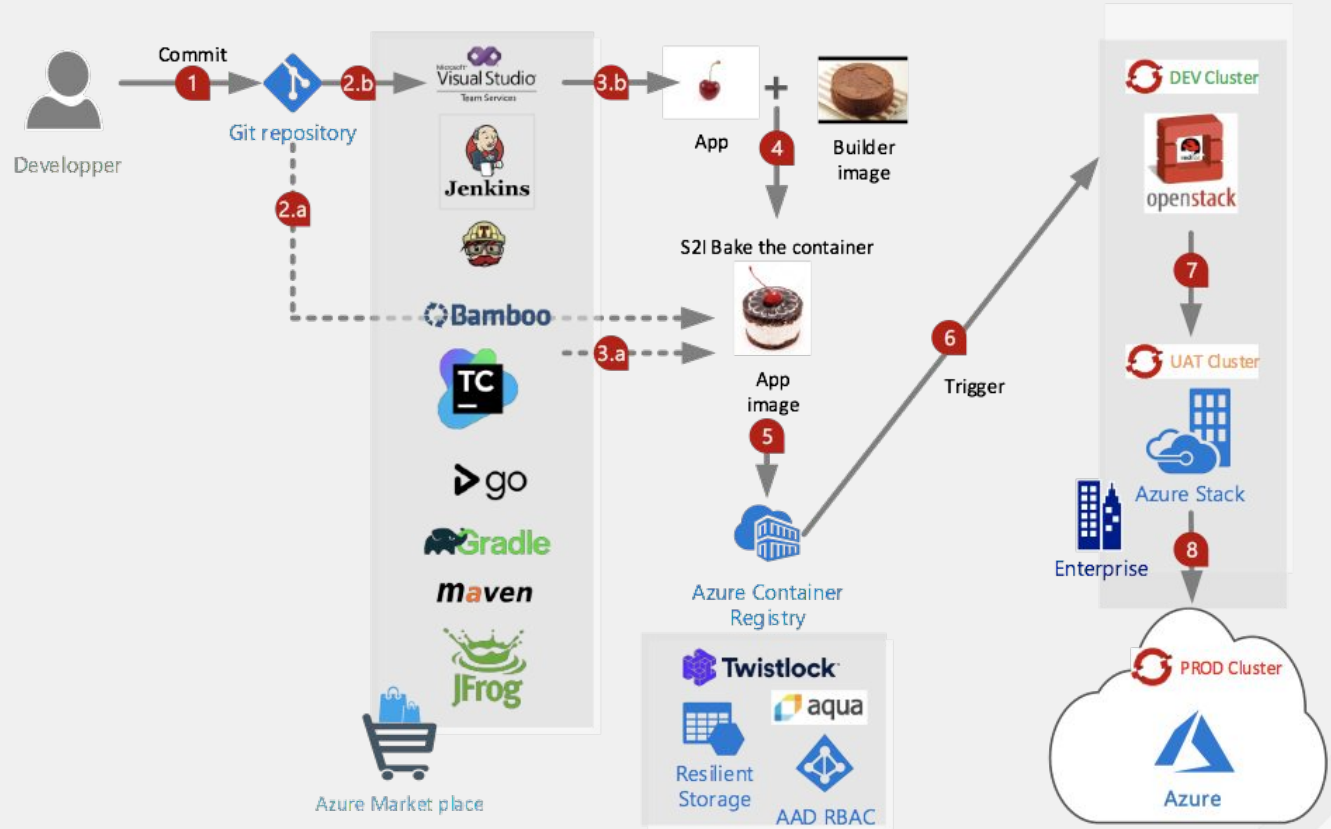 Commit
1
2.b
Git repository
Developper
2.a
Microsoft
Visual Studio
Team Services
Jenkins
T
Bamboo
TC
go
Gradle
maven
JFrog
Azure Market place
3.b
App
+
Builder
image
4
S2I Bake the container
3.a
App
image
5
Azure Container
Registry
Twistlock
aqua
Resilient
Storage
AAD RBAC
6
Trigger
DEV Cluster
openstack
7
UAT Cluster
Azure Stack
Enterprise
8
PROD Cluster
Azure